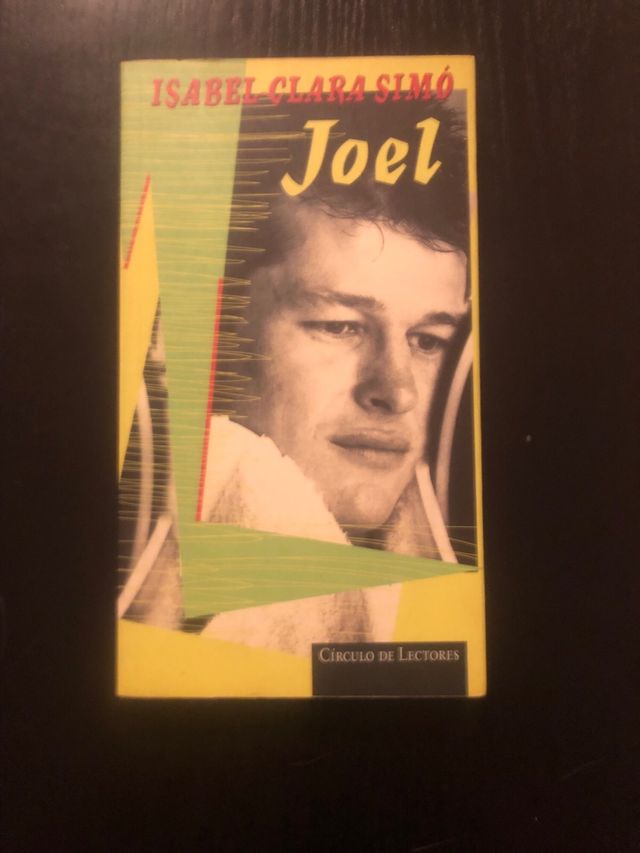 ISABEL-CLARA SIMÓ
Joel
CÍRCULO DE LECTORES